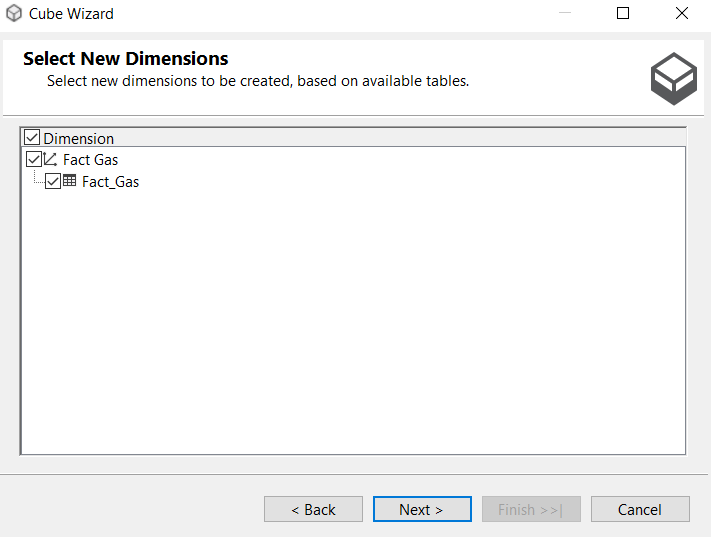 Cube Wizard
Select New Dimensions
Select new dimensions to be created, based on available tables.
Dimension
Fact Gas
Fact_Gas
< Back
Next >
Finish >>|
Cancel